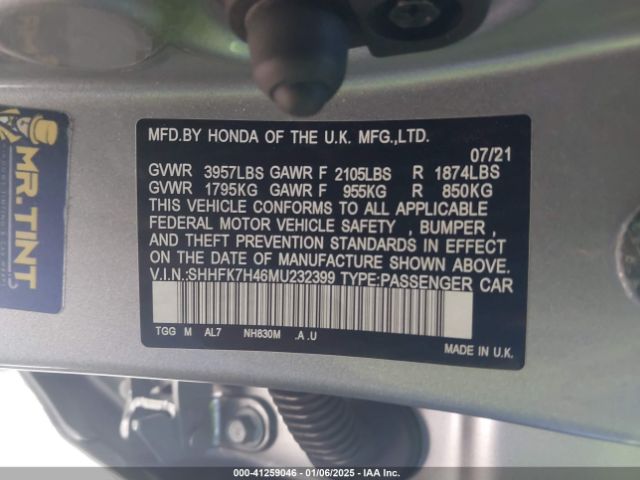 MFD.BY HONDA OF THE U.K. MFG.,LTD.
07/21
GVWR 3957LBS GAWR F 2105LBS R 1874LBS
GVWR 1795KG GAWR F 955KG R 850KG
THIS VEHICLE CONFORMS TO ALL APPLICABLE
FEDERAL MOTOR VEHICLE SAFETY , BUMPER ,
AND THEFT PREVENTION STANDARDS IN EFFECT
ON THE DATE OF MANUFACTURE SHOWN ABOVE.
V.I.N.:SHHFK7H46MU232399 TYPE:PASSENGER CAR
TGG M AL7 NH830M .A .U
MADE IN U.K.
MR. TINT
000-41259046 - 01/06/2025 - IAA Inc.